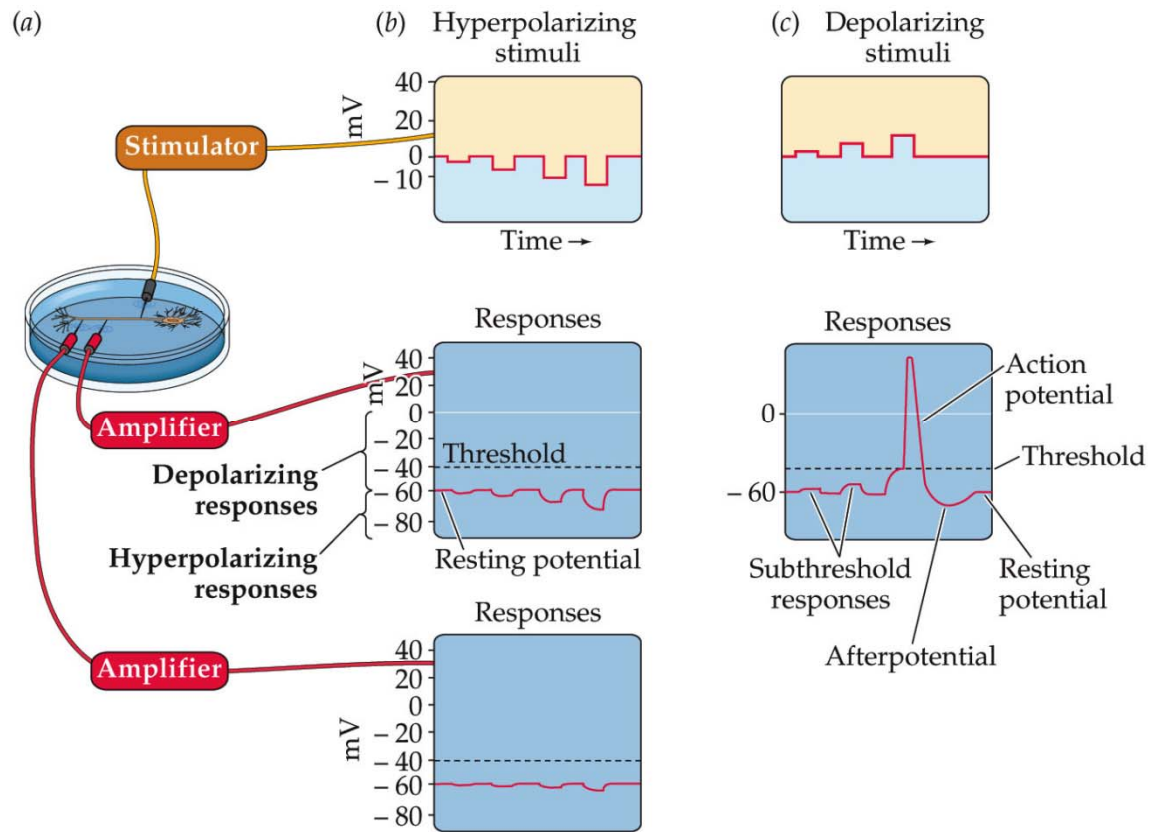 (a)
(b) Hyperpolarizing
stimuli
40
20
0
– 10
mV
Time →
Stimulator
(c) Depolarizing
stimuli
Time →
Responses
40
20
0
– 20
– 40
– 60
– 80
mV
Threshold
Resting potential
Amplifier
Depolarizing
responses
Hyperpolarizing
responses
Responses
0
– 60
Action
potential
Threshold
Subthreshold
responses
Resting
potential
Afterpotential
Responses
40
20
0
– 20
– 40
– 60
– 80
mV
Amplifier